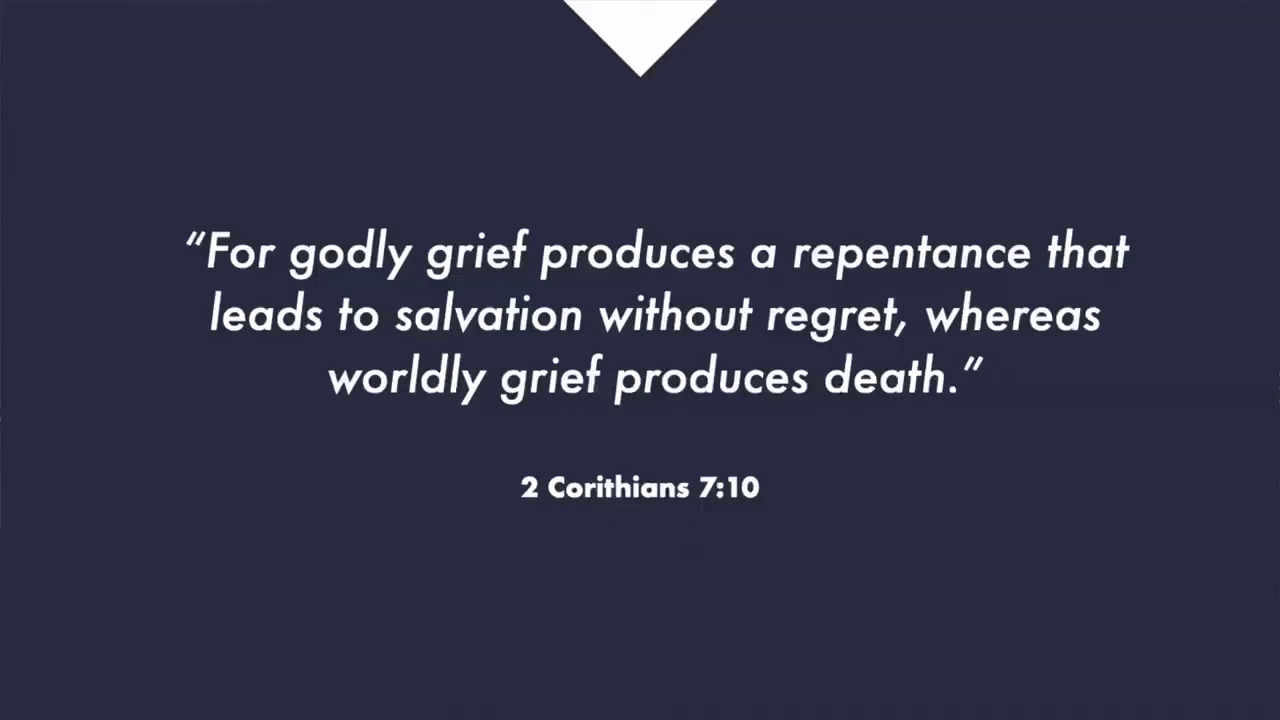 “For godly grief produces a repentance that
leads to salvation without regret, whereas
worldly grief produces death.”
2 Corithians 7:10